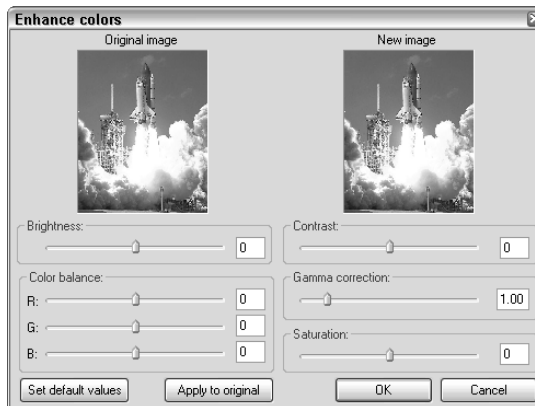 Enhance colors
Original image
New image
Brightness:
0
Contrast:
0
Color balance:
R:
0
G:
0
B:
0
Gamma correction:
1.00
Saturation:
0
Set default values
Apply to original
OK
Cancel